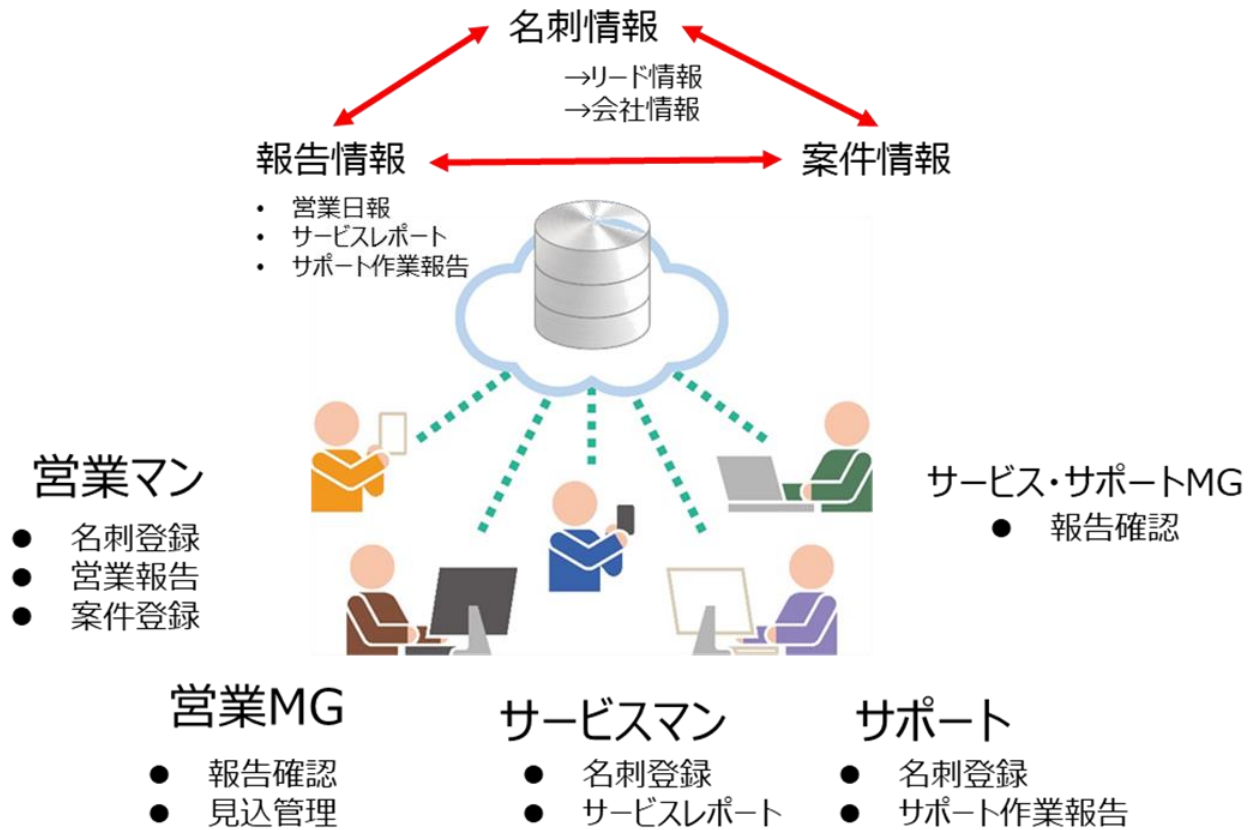 名刺情報
→リード情報
→会社情報
報告情報
案件情報
• 営業日報
• サービスレポート
• サポート作業報告
営業マン
● 名刺登録
● 営業報告
● 案件登録
サービス・サポートMG
● 報告確認
営業MG
● 報告確認
● 見込管理
サービスマン
● 名刺登録
● サービスレポート
サポート
● 名刺登録
● サポート作業報告